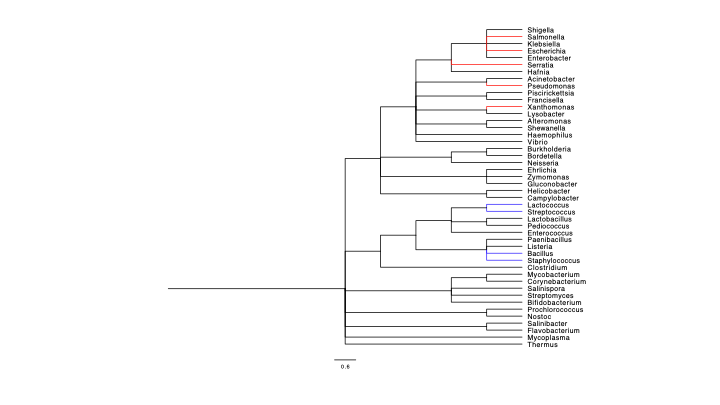 Shigella
Salmonella
Klebsiella
Escherichia
Enterobacter
Serratia
Hafnia
Acinetobacter
Pseudomonas
Piscirickettsia
Francisella
Xanthomonas
Lysobacter
Alteromonas
Shewanella
Haemophilus
Vibrio
Burkholderia
Bordetella
Neisseria
Ehrlichia
Zymomonas
Gluconobacter
Helicobacter
Campylobacter
Lactococcus
Streptococcus
Lactobacillus
Pediococcus
Enterococcus
Paenibacillus
Listeria
Bacillus
Staphylococcus
Clostridium
Mycobacterium
Corynebacterium
Salinispora
Streptomyces
Bifidobacterium
Prochlorococcus
Nostoc
Salinibacter
Flavobacterium
Mycoplasma
Thermus
0.6